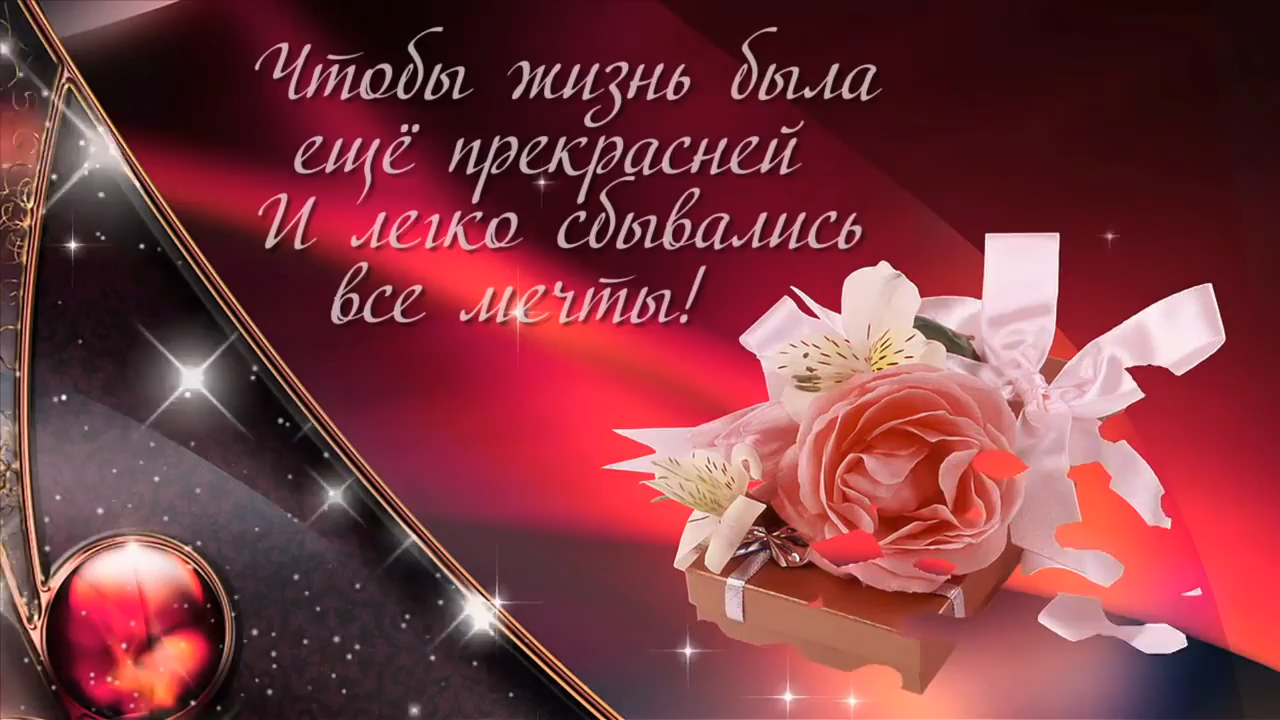 Чтобы жизнь была
ещё прекрасней
И легко сбывались
все мечты!